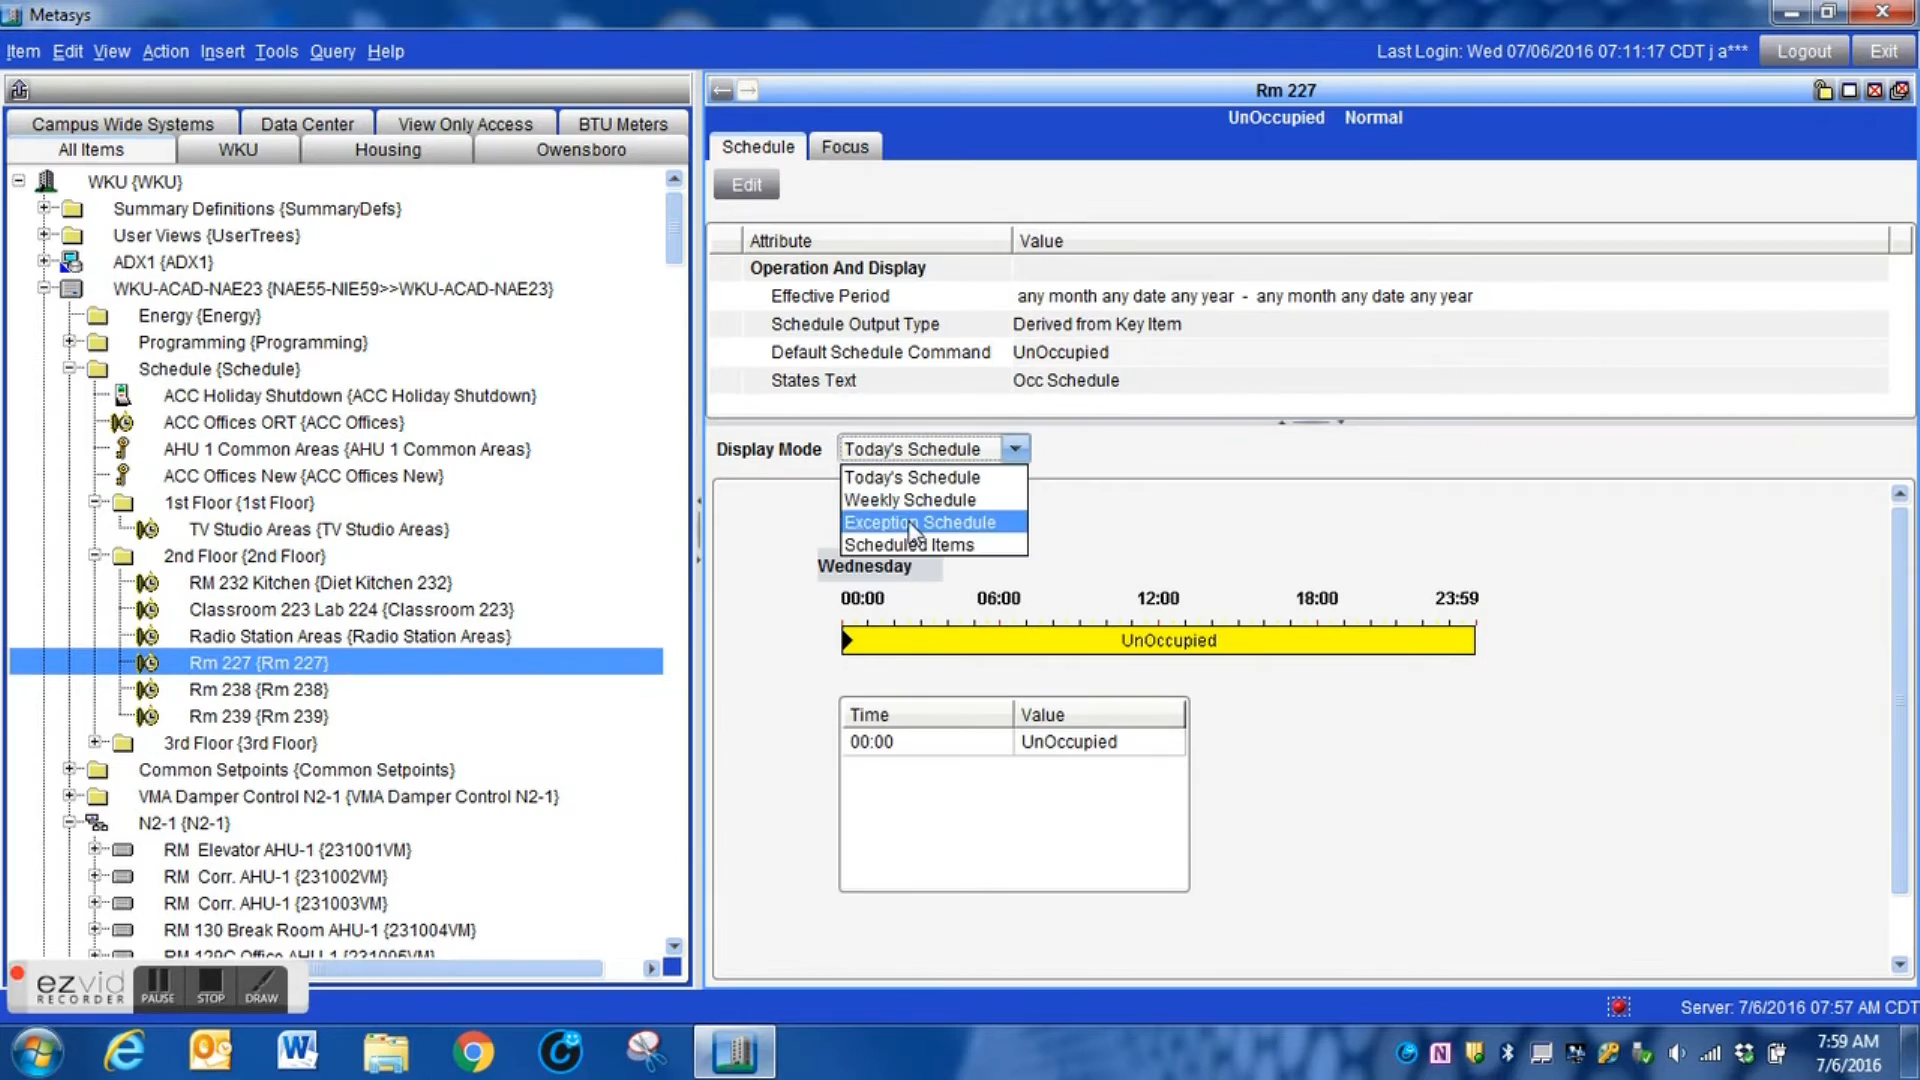 Metasys
Item Edit View Action Insert Tools Query Help
Last Login: Wed 07/06/2016 07:11:17 CDT j a*** Logout Exit
Campus Wide Systems Data Center View Only Access BTU Meters
All Items WKU Housing Owensboro
WKU {WKU}
Summary Definitions {SummaryDefs}
User Views {UserTrees}
ADX1 {ADX1}
WKU-ACAD-NAE23 {NAE55-NIE59>>WKU-ACAD-NAE23}
Energy {Energy}
Programming {Programming}
Schedule {Schedule}
ACC Holiday Shutdown {ACC Holiday Shutdown}
ACC Offices ORT {ACC Offices}
AHU 1 Common Areas {AHU 1 Common Areas}
ACC Offices New {ACC Offices New}
1st Floor {1st Floor}
TV Studio Areas {TV Studio Areas}
2nd Floor {2nd Floor}
RM 232 Kitchen {Diet Kitchen 232}
Classroom 223 Lab 224 {Classroom 223}
Radio Station Areas {Radio Station Areas}
Rm 227 {Rm 227}
Rm 238 {Rm 238}
Rm 239 {Rm 239}
3rd Floor {3rd Floor}
Common Setpoints {Common Setpoints}
VMA Damper Control N2-1 {VMA Damper Control N2-1}
N2-1 {N2-1}
RM Elevator AHU-1 {231001VM}
RM Corr. AHU-1 {231002VM}
RM Corr. AHU-1 {231003VM}
RM 130 Break Room AHU-1 {231004VM}
RM 129C Office AHU-1 {231005VM}
ezvid
RECORDER
PAUSE STOP DRAW
Rm 227
UnOccupied Normal
Schedule Focus
Edit
Attribute Value
Operation And Display
Effective Period any month any date any year - any month any date any year
Schedule Output Type Derived from Key Item
Default Schedule Command UnOccupied
States Text Occ Schedule
Display Mode Today's Schedule
Today's Schedule
Weekly Schedule
Exception Schedule
Scheduled Items
Wednesday
00:00 06:00 12:00 18:00 23:59
UnOccupied
Time Value
00:00 UnOccupied
Server: 7/6/2016 07:57 AM CDT
7:59 AM
7/6/2016